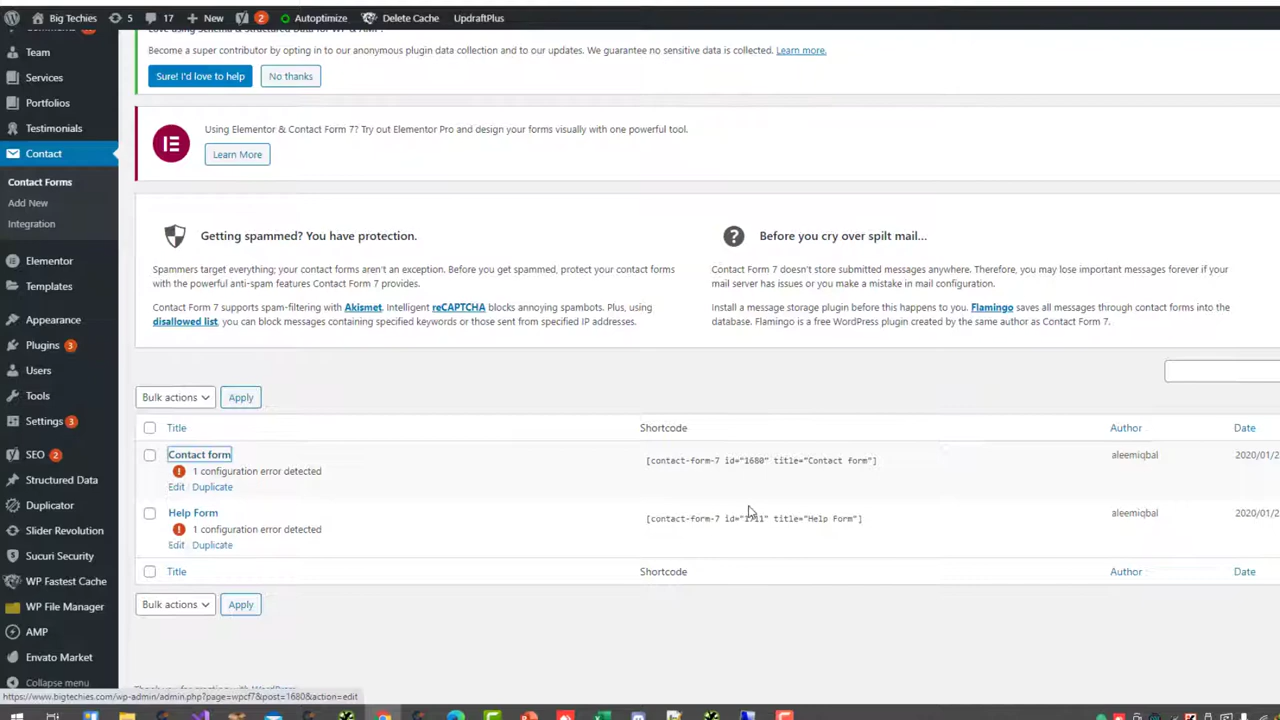 Big Techies 5 17 New 2 Autoptimize Delete Cache UpdraftPlus
Team
Services
Portfolios
Testimonials
Contact
Contact Forms
Add New
Integration
Elementor
Templates
Appearance
Plugins 3
Users
Tools
Settings 3
SEO 2
Structured Data
Duplicator
Slider Revolution
Sucuri Security
WP Fastest Cache
WP File Manager
AMP
Envato Market
Collapse menu
Become a super contributor by opting in to our anonymous plugin data collection and to our updates. We guarantee no sensitive data is collected. Learn more.
Sure! I'd love to help No thanks
Using Elementor & Contact Form 7? Try out Elementor Pro and design your forms visually with one powerful tool.
Learn More
Getting spammed? You have protection.
Spammers target everything; your contact forms aren't an exception. Before you get spammed, protect your contact forms
with the powerful anti-spam features Contact Form 7 provides.
Contact Form 7 supports spam-filtering with Akismet. Intelligent reCAPTCHA blocks annoying spambots. Plus, using
disallowed list, you can block messages containing specified keywords or those sent from specified IP addresses.
Before you cry over spilt mail…
Contact Form 7 doesn't store submitted messages anywhere. Therefore, you may lose important messages forever if your
mail server has issues or you make a mistake in mail configuration.
Install a message storage plugin before this happens to you. Flamingo saves all messages through contact forms into the
database. Flamingo is a free WordPress plugin created by the same author as Contact Form 7.
Bulk actions Apply
Title Shortcode Author Date
Contact form [contact-form-7 id="1680" title="Contact form"] aleemiqbal 2020/01/2
1 configuration error detected
Edit | Duplicate
Help Form [contact-form-7 title="Help Form"] aleemiqbal 2020/01/2
1 configuration error detected
Edit | Duplicate
Title Shortcode Author Date
Bulk actions Apply
https://www.bigtechies.com/wp-admin/admin.php?page=wpcf7&post=1680&action=edit